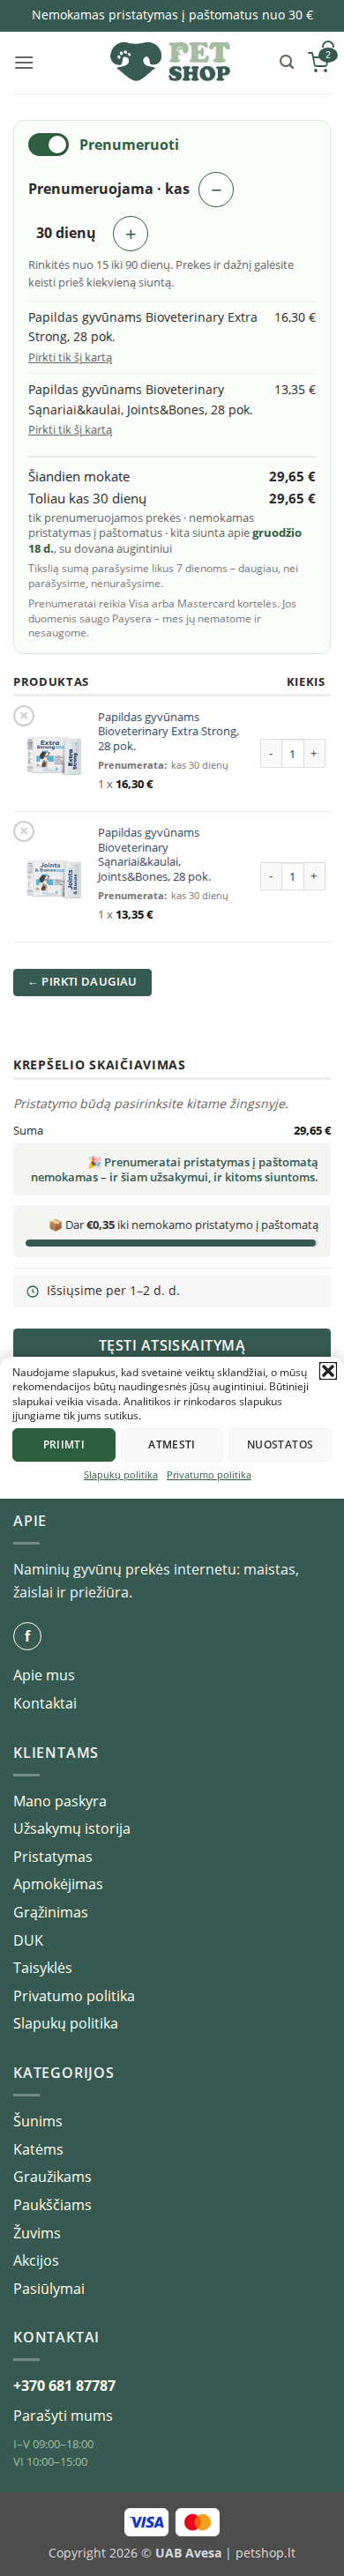 Nemokamas pristatymas į paštomatus nuo 30 €
FET
SHOP
2
Prenumeruoti
Prenumeruojama · kas −
30 dienų +
Rinkitės nuo 15 iki 90 dienų. Prekes ir dažnį galėsite
keisti prieš kiekvieną siuntą.
Papildas gyvūnams Bioveterinary Extra 16,30 €
Strong, 28 pok.
Pirkti tik šį kartą
Papildas gyvūnams Bioveterinary 13,35 €
Sąnariai&kaulai, Joints&Bones, 28 pok.
Pirkti tik šį kartą
Šiandien mokate 29,65 €
Toliau kas 30 dienų 29,65 €
tik prenumeruojamos prekės · nemokamas
pristatymas į paštomatus · kita siunta apie gruodžio
18 d., su dovana augintiniui
Tikslią sumą parašysime likus 7 dienoms – daugiau, nei
parašysime, nenurašysime.
Prenumeratai reikia Visa arba Mastercard kortelės. Jos
duomenis saugo Paysera – mes jų nematome ir
nesaugome.
PRODUKTAS KIEKIS
×
Extra
Strong
Extra Strong
Papildas gyvūnams
Bioveterinary Extra Strong,
28 pok.
Prenumerata: kas 30 dienų
1 x 16,30 €
- 1 +
×
Joints
& Bones
Joints & Bones
Papildas gyvūnams
Bioveterinary
Sąnariai&kaulai,
Joints&Bones, 28 pok.
Prenumerata: kas 30 dienų
1 x 13,35 €
- 1 +
← PIRKTI DAUGIAU
KREPŠELIO SKAIČIAVIMAS
Pristatymo būdą pasirinksite kitame žingsnyje.
Suma 29,65 €
🎉 Prenumeratai pristatymas į paštomatą
nemokamas – ir šiam užsakymui, ir kitoms siuntoms.
📦 Dar €0,35 iki nemokamo pristatymo į paštomatą
Išsiųsime per 1–2 d. d.
TĘSTI ATSISKAITYMĄ
Naudojame slapukus, kad svetainė veiktų sklandžiai, o mūsų
rekomendacijos būtų naudingesnės jūsų augintiniui. Būtinieji
slapukai veikia visada. Analitikos ir rinkodaros slapukus
įjungiame tik jums sutikus.
PRIIMTI ATMESTI NUOSTATOS
Slapukų politika Privatumo politika
APIE
Naminių gyvūnų prekės internetu: maistas,
žaislai ir priežiūra.
f
Apie mus
Kontaktai
KLIENTAMS
Mano paskyra
Užsakymų istorija
Pristatymas
Apmokėjimas
Grąžinimas
DUK
Taisyklės
Privatumo politika
Slapukų politika
KATEGORIJOS
Šunims
Katėms
Graužikams
Paukščiams
Žuvims
Akcijos
Pasiūlymai
KONTAKTAI
+370 681 87787
Parašyti mums
I–V 09:00–18:00
VI 10:00–15:00
VISA
Copyright 2026 © UAB Avesa | petshop.lt